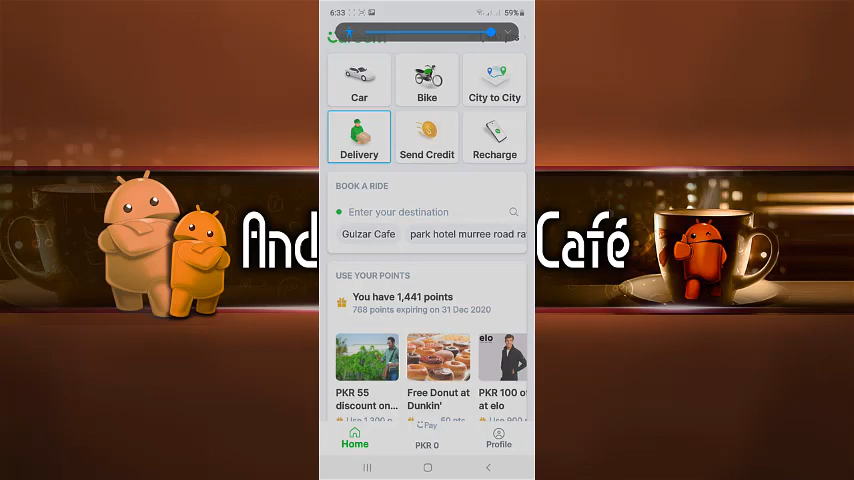 6:33
59%
Car
Bike
City to City
Delivery
Send Credit
Recharge
BOOK A RIDE
Enter your destination
Gulzar Cafe
park hotel murree road ra
USE YOUR POINTS
You have 1,441 points
768 points expiring on 31 Dec 2020
elo
PKR 55
discount on...
Free Donut at
Dunkin'
PKR 100 o
at elo
Pay
Home
PKR 0
Profile
And
Café